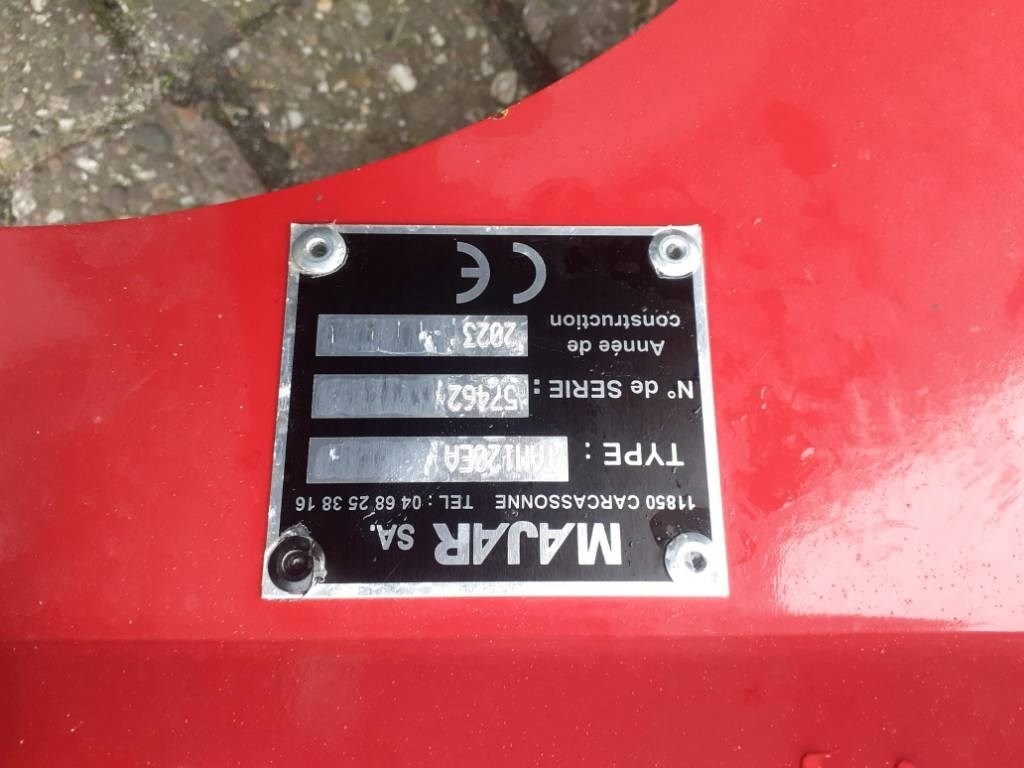 MAJAR SA.
11850 CARCASSONNE TEL : 04 68 25 38 16
TYPE : TAM120EA
N° de SERIE : 57462
Année de
construction 2023
CE